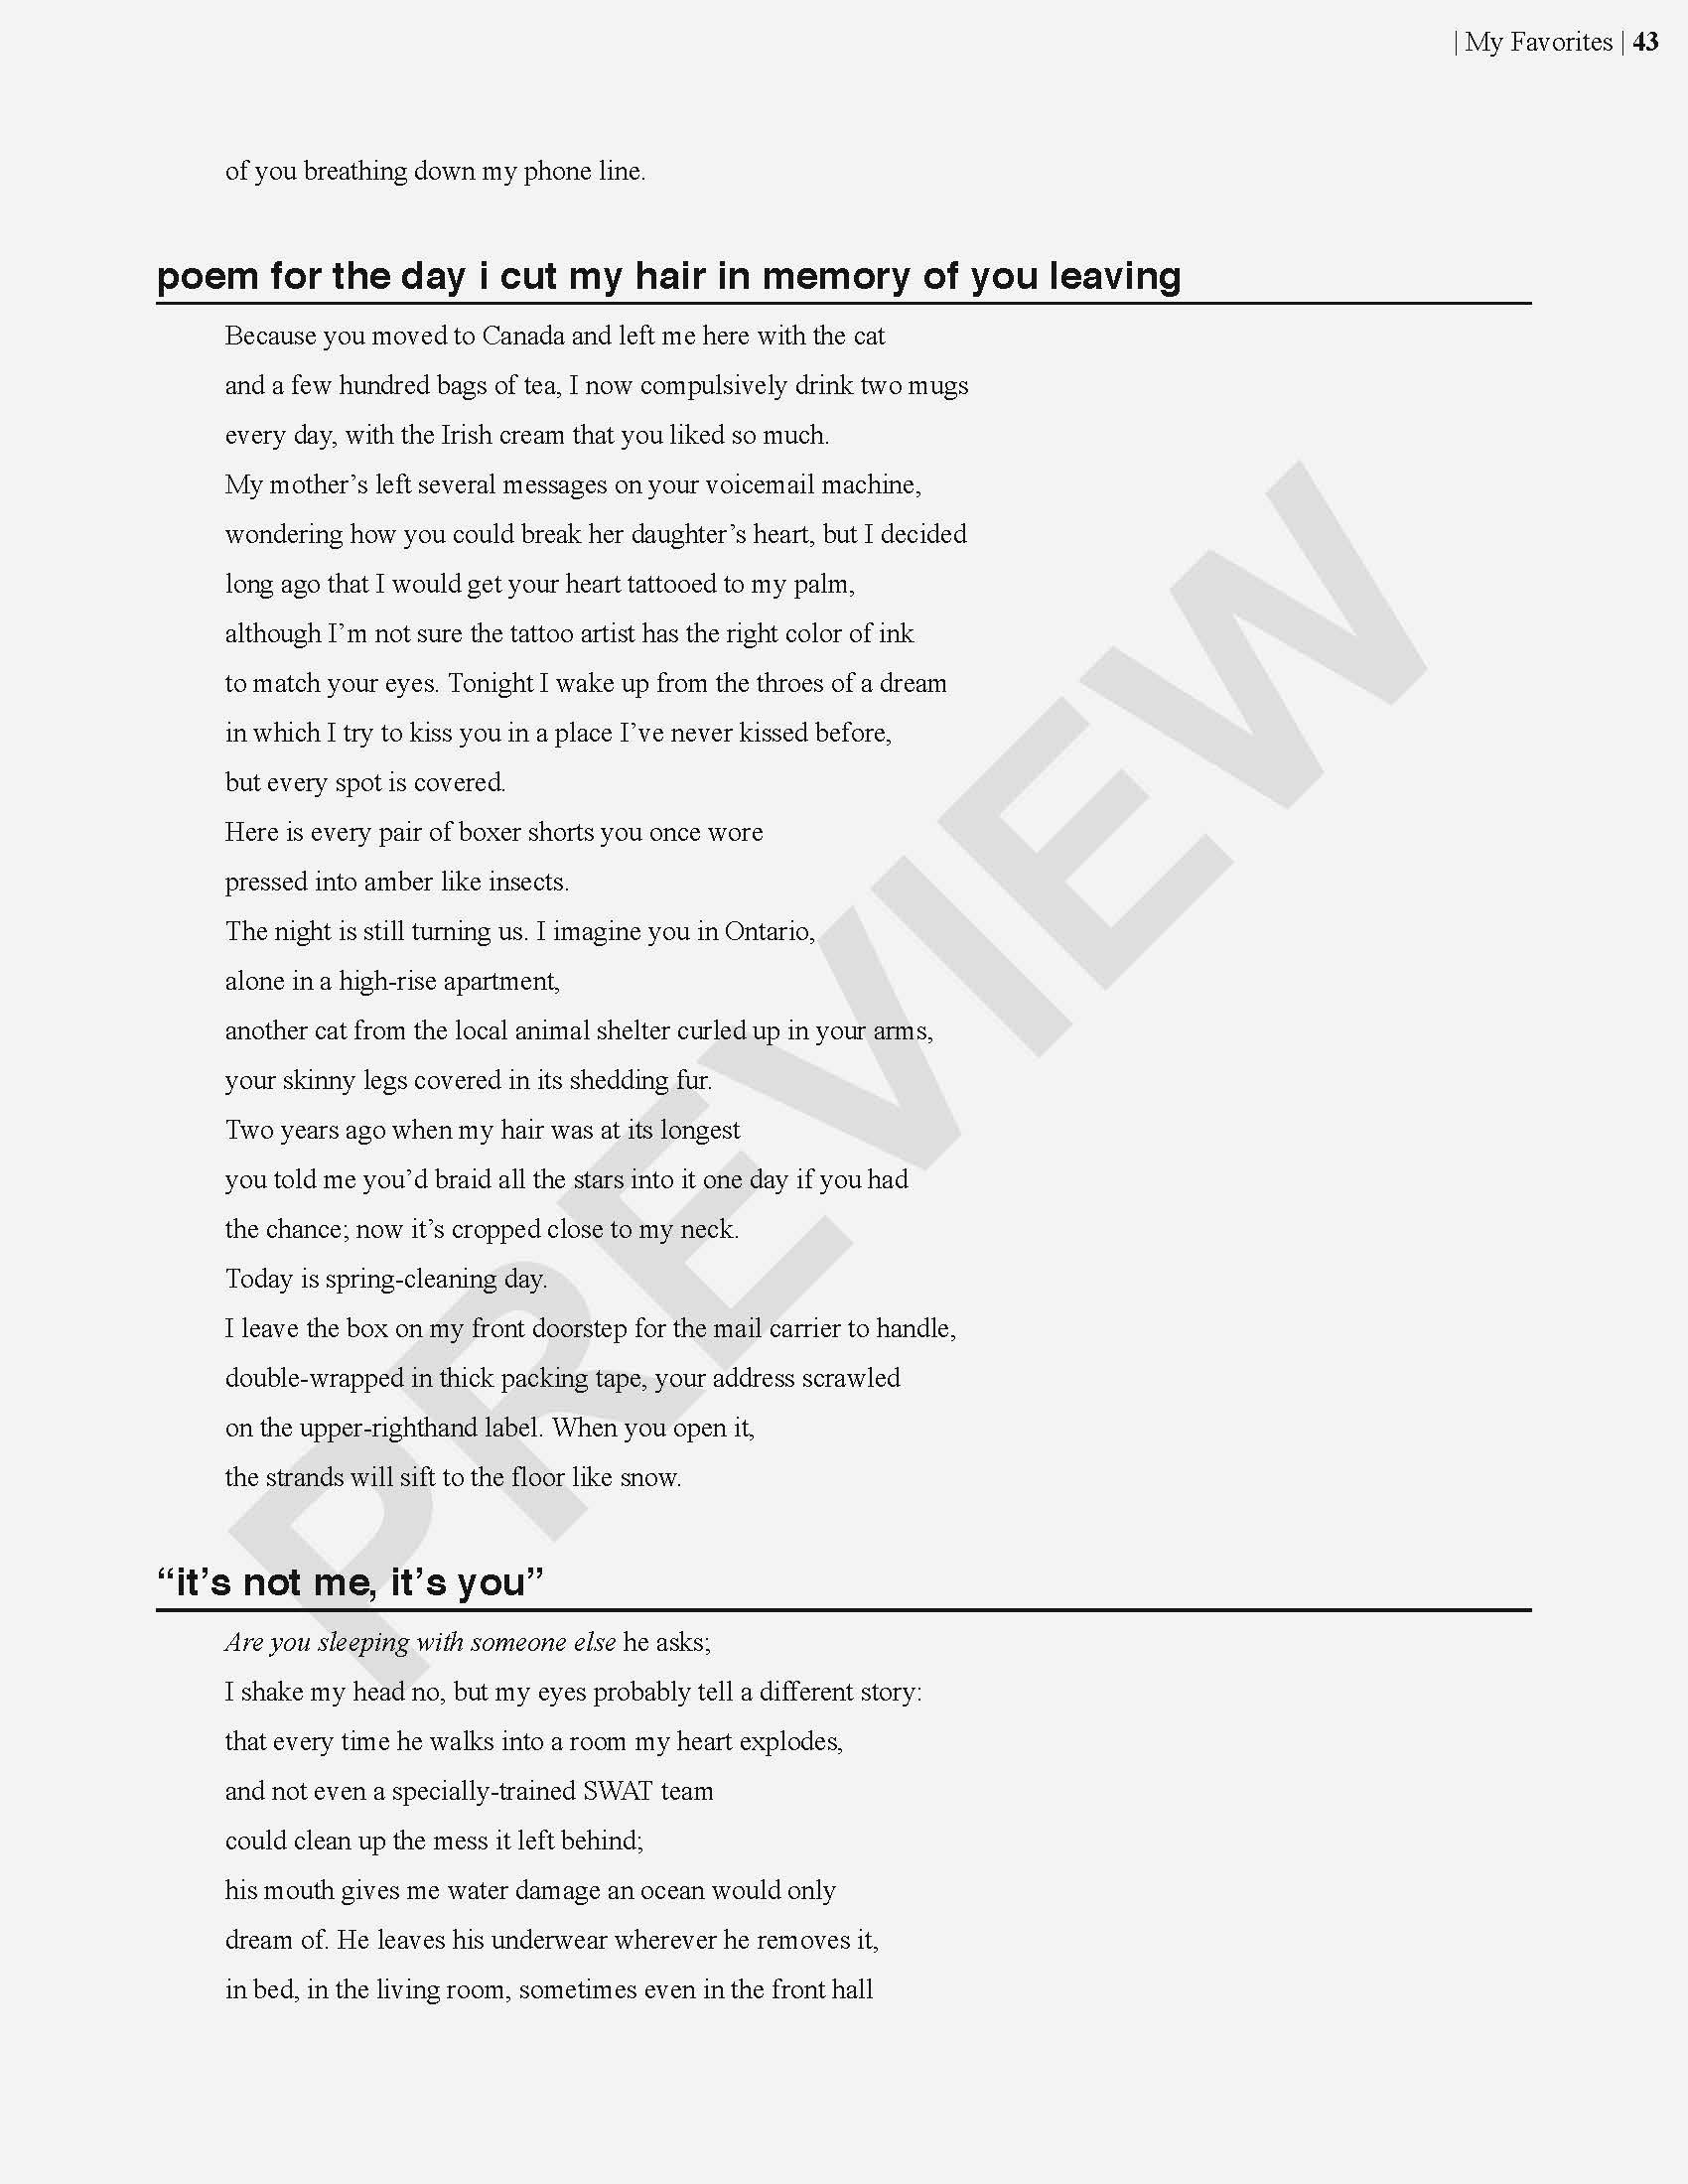 | My Favorites | 43
of you breathing down my phone line.
poem for the day i cut my hair in memory of you leaving
Because you moved to Canada and left me here with the cat
and a few hundred bags of tea, I now compulsively drink two mugs
every day, with the Irish cream that you liked so much.
My mother’s left several messages on your voicemail machine,
wondering how you could break her daughter’s heart, but I decided
long ago that I would get your heart tattooed to my palm,
although I’m not sure the tattoo artist has the right color of ink
to match your eyes. Tonight I wake up from the throes of a dream
in which I try to kiss you in a place I’ve never kissed before,
but every spot is covered.
Here is every pair of boxer shorts you once wore
pressed into amber like insects.
The night is still turning us. I imagine you in Ontario,
alone in a high-rise apartment,
another cat from the local animal shelter curled up in your arms,
your skinny legs covered in its shedding fur.
Two years ago when my hair was at its longest
you told me you’d braid all the stars into it one day if you had
the chance; now it’s cropped close to my neck.
Today is spring-cleaning day.
I leave the box on my front doorstep for the mail carrier to handle,
double-wrapped in thick packing tape, your address scrawled
on the upper-righthand label. When you open it,
the strands will sift to the floor like snow.
“it’s not me, it’s you”
Are you sleeping with someone else he asks;
I shake my head no, but my eyes probably tell a different story:
that every time he walks into a room my heart explodes,
and not even a specially-trained SWAT team
could clean up the mess it left behind;
his mouth gives me water damage an ocean would only
dream of. He leaves his underwear wherever he removes it,
in bed, in the living room, sometimes even in the front hall
PREVIEW